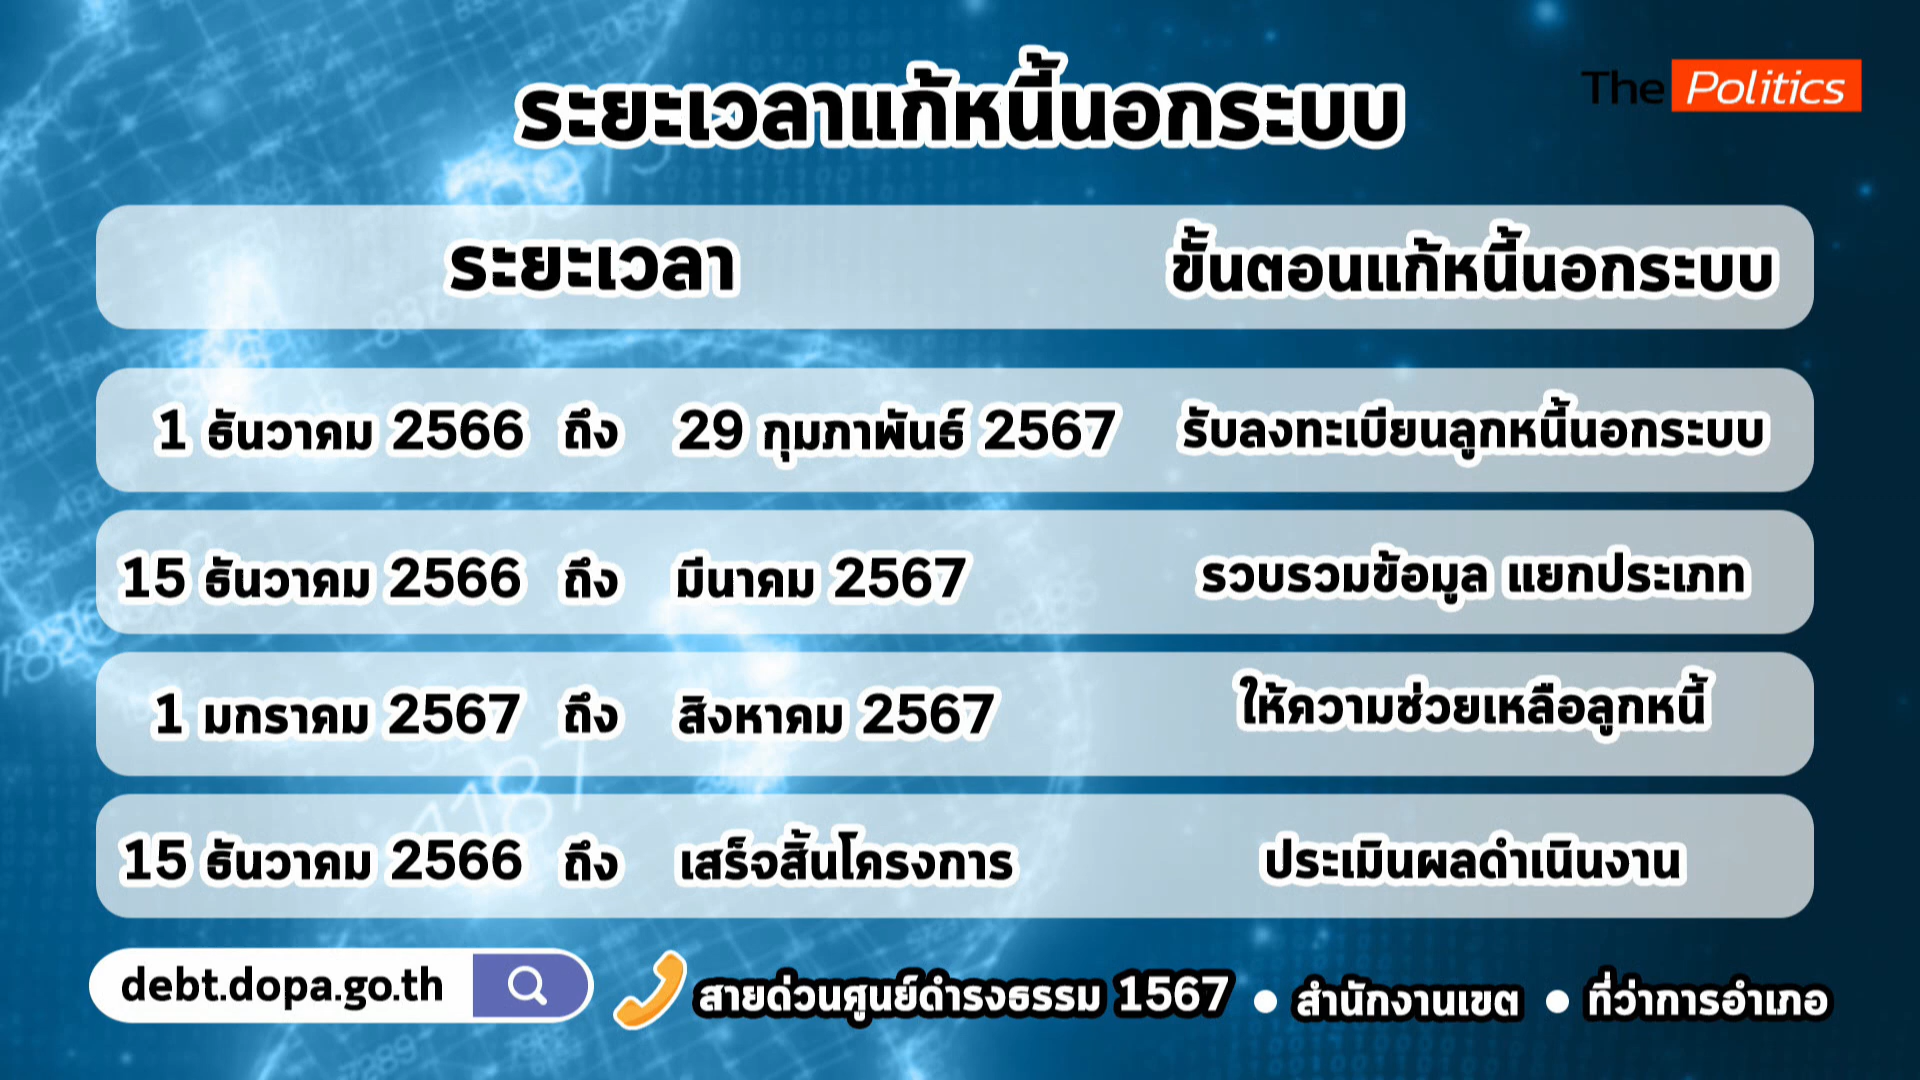 ระยะเวลาแก้หนี้นอกระบบ
The Politics
ระยะเวลา ขั้นตอนแก้หนี้นอกระบบ
1 ธันวาคม 2566 ถึง 29 กุมภาพันธ์ 2567 รับลงทะเบียนลูกหนี้นอกระบบ
15 ธันวาคม 2566 ถึง มีนาคม 2567 รวบรวมข้อมูล แยกประเภท
1 มกราคม 2567 ถึง สิงหาคม 2567 ให้ความช่วยเหลือลูกหนี้
15 ธันวาคม 2566 ถึง เสร็จสิ้นโครงการ ประเมินผลดำเนินงาน
debt.dopa.go.th สายด่วนศูนย์ดำรงธรรม 1567 • สำนักงานเขต • ที่ว่าการอำเภอ